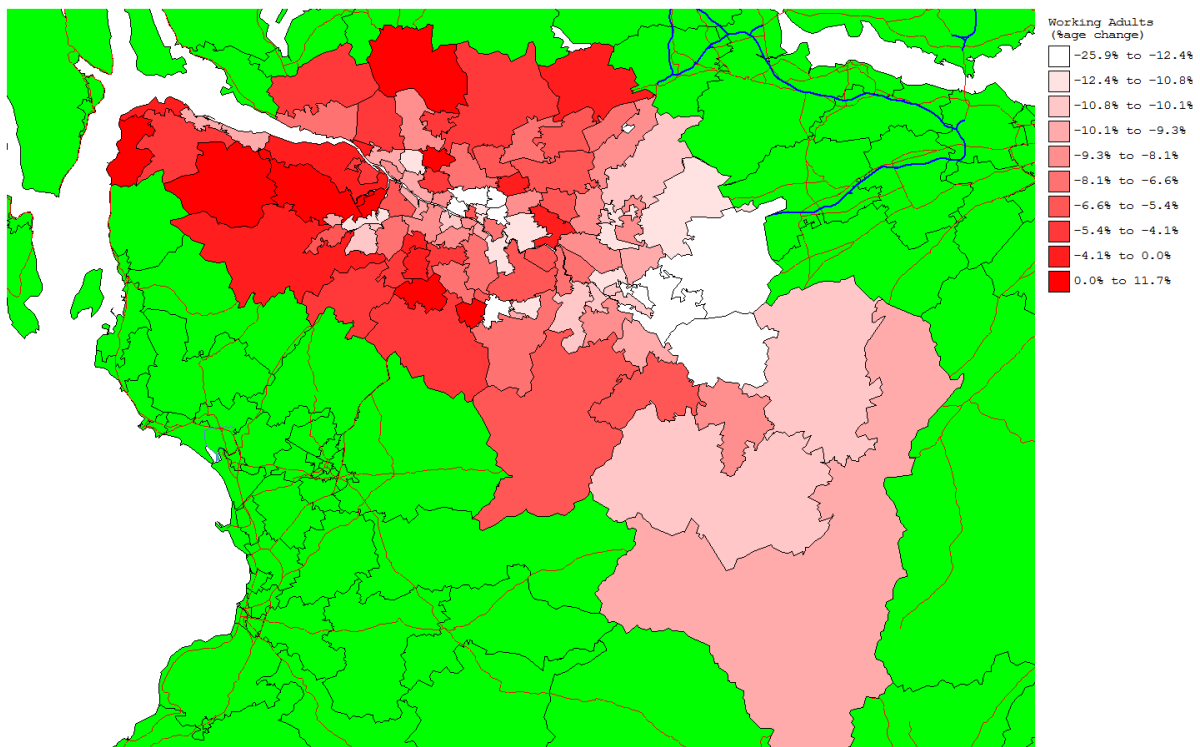 Working Adults
(%age change)
-25.9% to -12.4%
-12.4% to -10.8%
-10.8% to -10.1%
-10.1% to -9.3%
-9.3% to -8.1%
-8.1% to -6.6%
-6.6% to -5.4%
-5.4% to -4.1%
-4.1% to 0.0%
0.0% to 11.7%